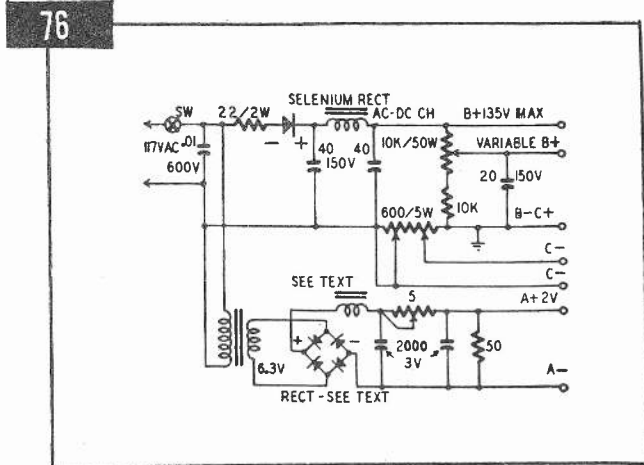 76
SELENIUM RECT
SW
22/2W
AC-DC CH
B+135V MAX
117VAC
.01
600V
- +
40
150V
40
10K/50W
VARIABLE B+
20
150V
10K
600/5W
B-C+
C-
C-
SEE TEXT
5
A+2V
+ -
6.3V
2000
3V
50
RECT-SEE TEXT
A-